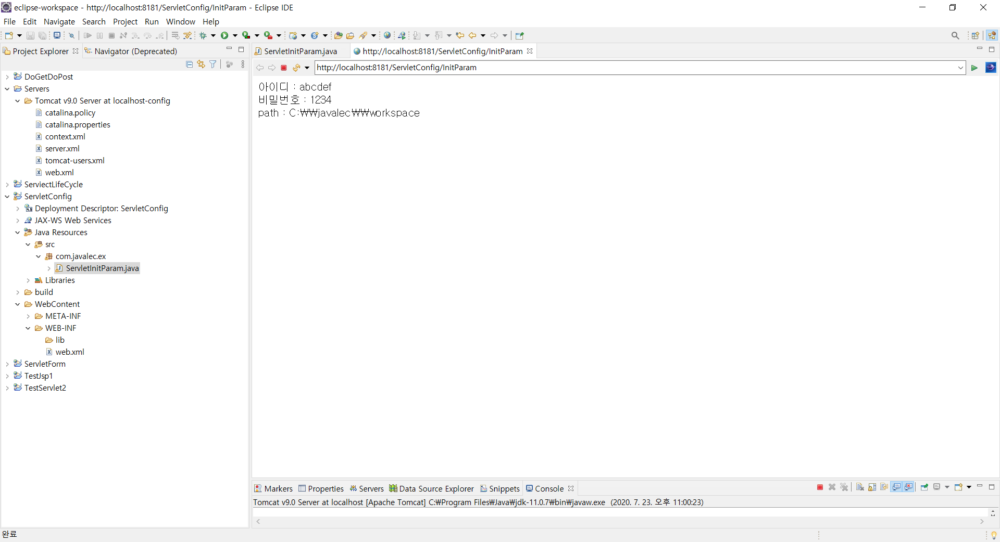 eclipse-workspace - http://localhost:8181/ServletConfig/InitParam - Eclipse IDE
File Edit Navigate Search Project Run Window Help
Project Explorer
Navigator (Deprecated)
DoGetDoPost
Servers
Tomcat v9.0 Server at localhost-config
catalina.policy
catalina.properties
context.xml
server.xml
tomcat-users.xml
web.xml
ServiectLifeCycle
ServletConfig
Deployment Descriptor: ServletConfig
JAX-WS Web Services
Java Resources
src
com.javalec.ex
ServletInitParam.java
Libraries
build
WebContent
META-INF
WEB-INF
lib
web.xml
ServletForm
TestJsp1
TestServlet2
ServletInitParam.java
http://localhost:8181/ServletConfig/InitParam
http://localhost:8181/ServletConfig/InitParam
아이디 : abcdef
비밀번호 : 1234
path : C:₩₩javalec₩₩workspace
Markers Properties Servers Data Source Explorer Snippets Console
Tomcat v9.0 Server at localhost [Apache Tomcat] C:₩Program Files₩Java₩jdk-11.0.7₩bin₩javaw.exe (2020. 7. 23. 오후 11:00:23)
완료